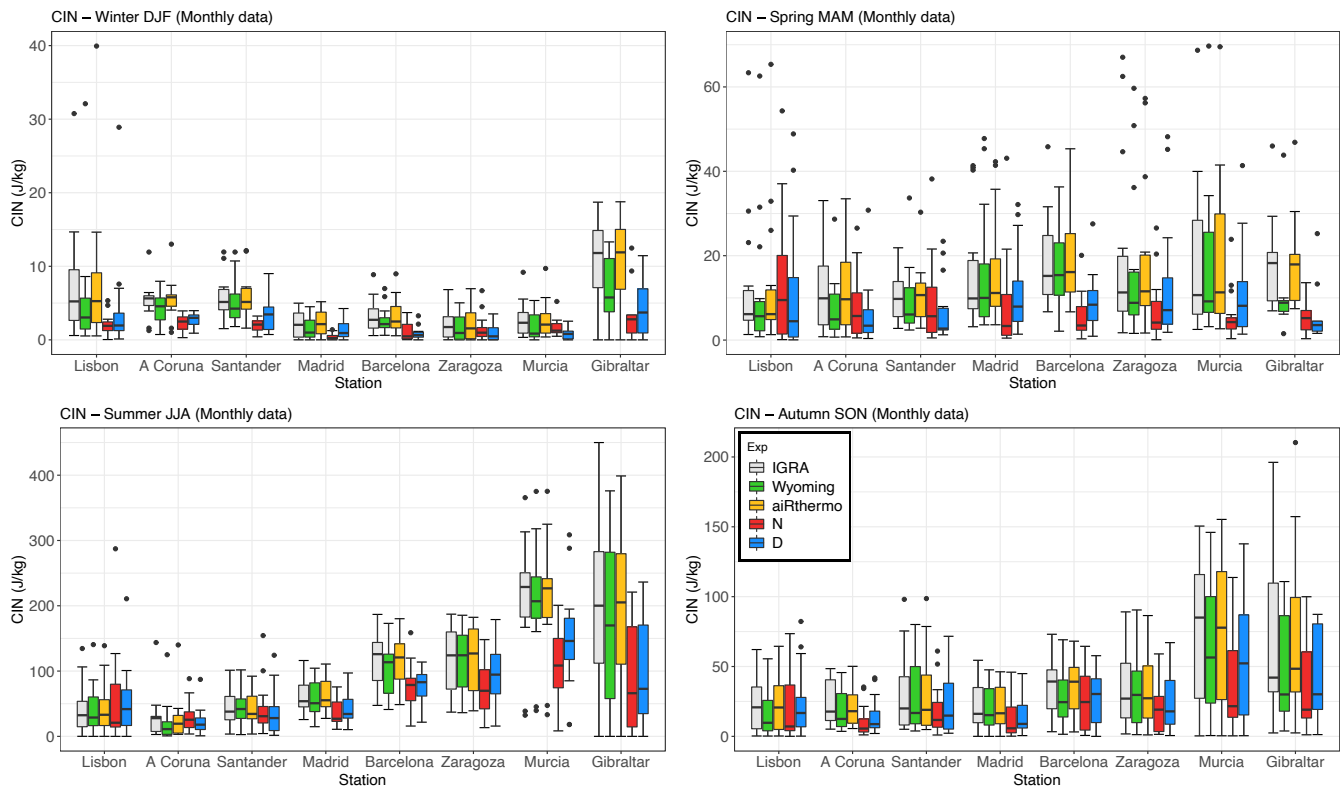 CIN – Winter DJF (Monthly data)
CIN (J/kg)
40
30
20
10
0
Lisbon A Coruna Santander Madrid Barcelona Zaragoza Murcia Gibraltar
Station
CIN – Spring MAM (Monthly data)
CIN (J/kg)
60
40
20
0
Lisbon A Coruna Santander Madrid Barcelona Zaragoza Murcia Gibraltar
Station
CIN – Summer JJA (Monthly data)
CIN (J/kg)
400
300
200
100
0
Lisbon A Coruna Santander Madrid Barcelona Zaragoza Murcia Gibraltar
Station
CIN – Autumn SON (Monthly data)
CIN (J/kg)
200
150
100
50
0
Exp
IGRA
Wyoming
aiRthermo
N
D
Lisbon A Coruna Santander Madrid Barcelona Zaragoza Murcia Gibraltar
Station